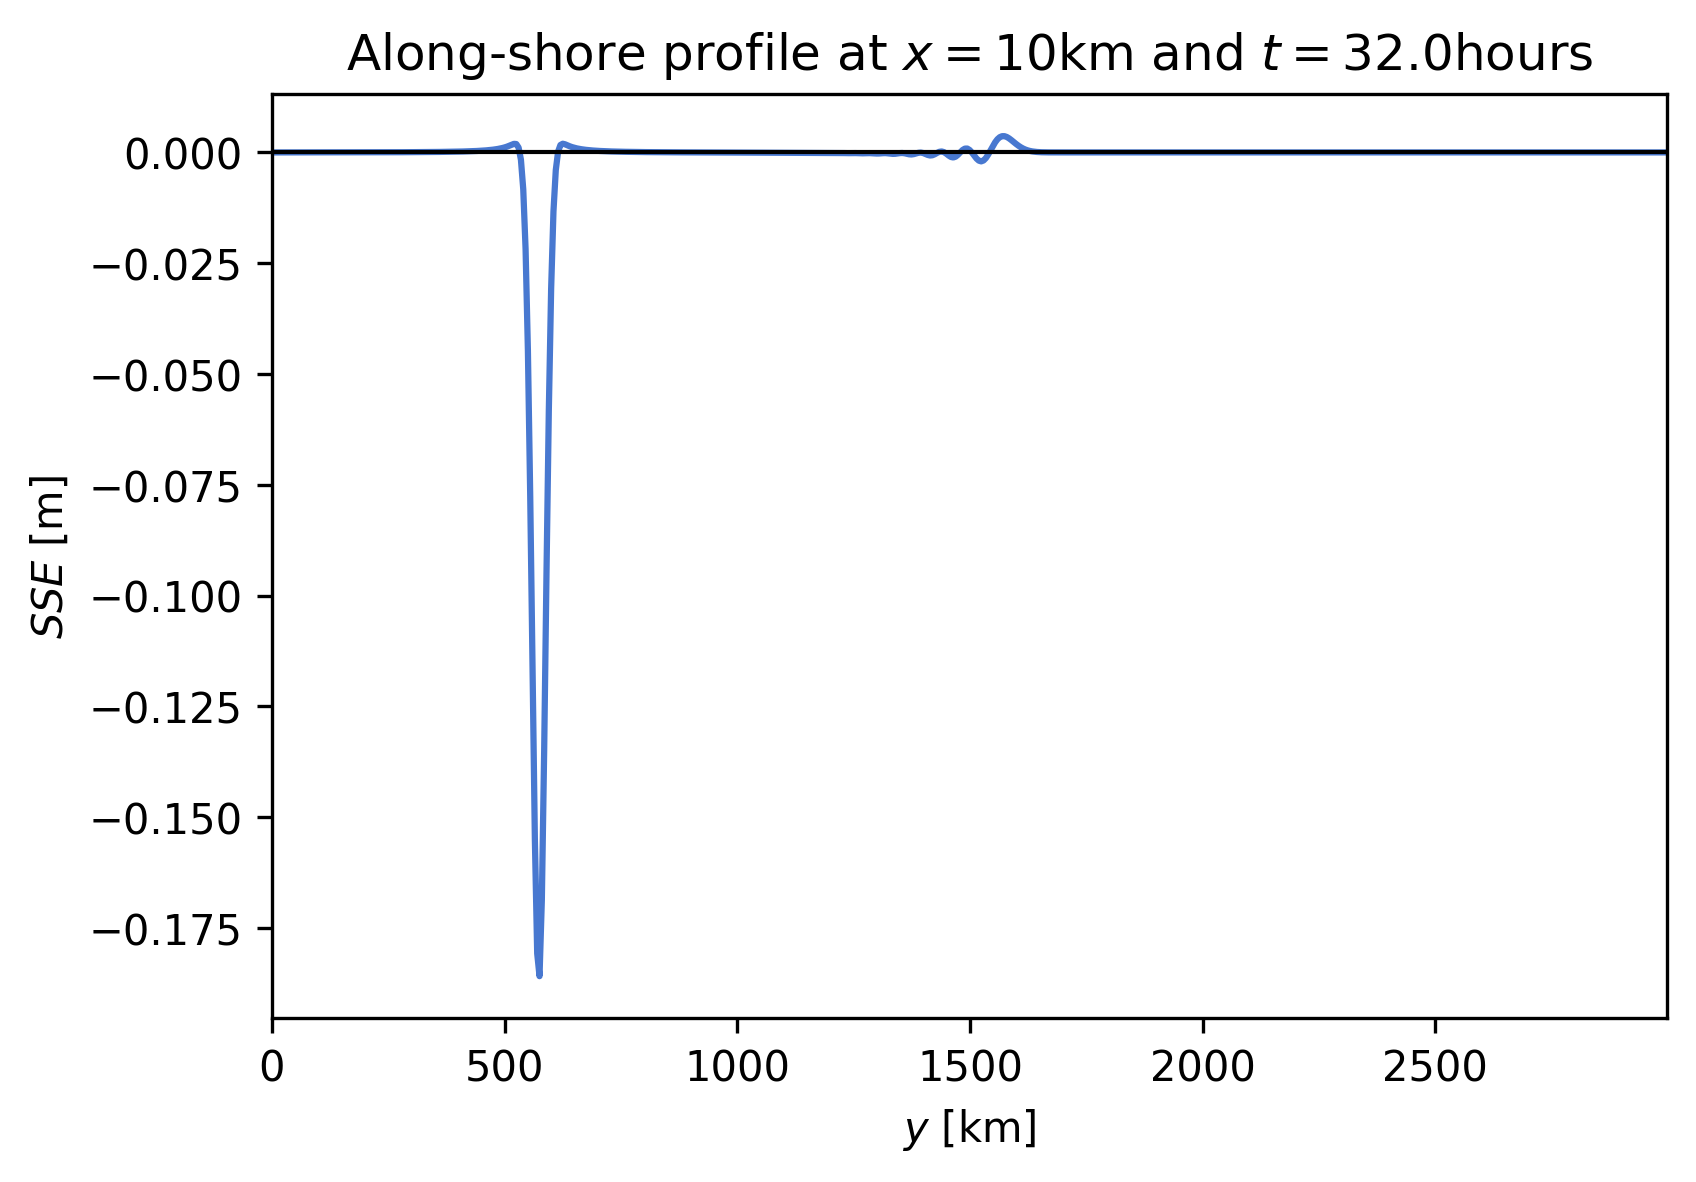 Along-shore profile at x = 10km and t = 32.0hours
0.000
−0.025
−0.050
−0.075
−0.100
−0.125
−0.150
−0.175
SSE [m]
0 500 1000 1500 2000 2500
y [km]